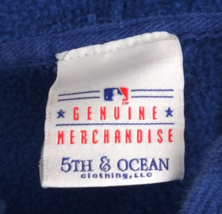 GENUINE
MERCHANDISE
5TH & OCEAN
clothing, LLC